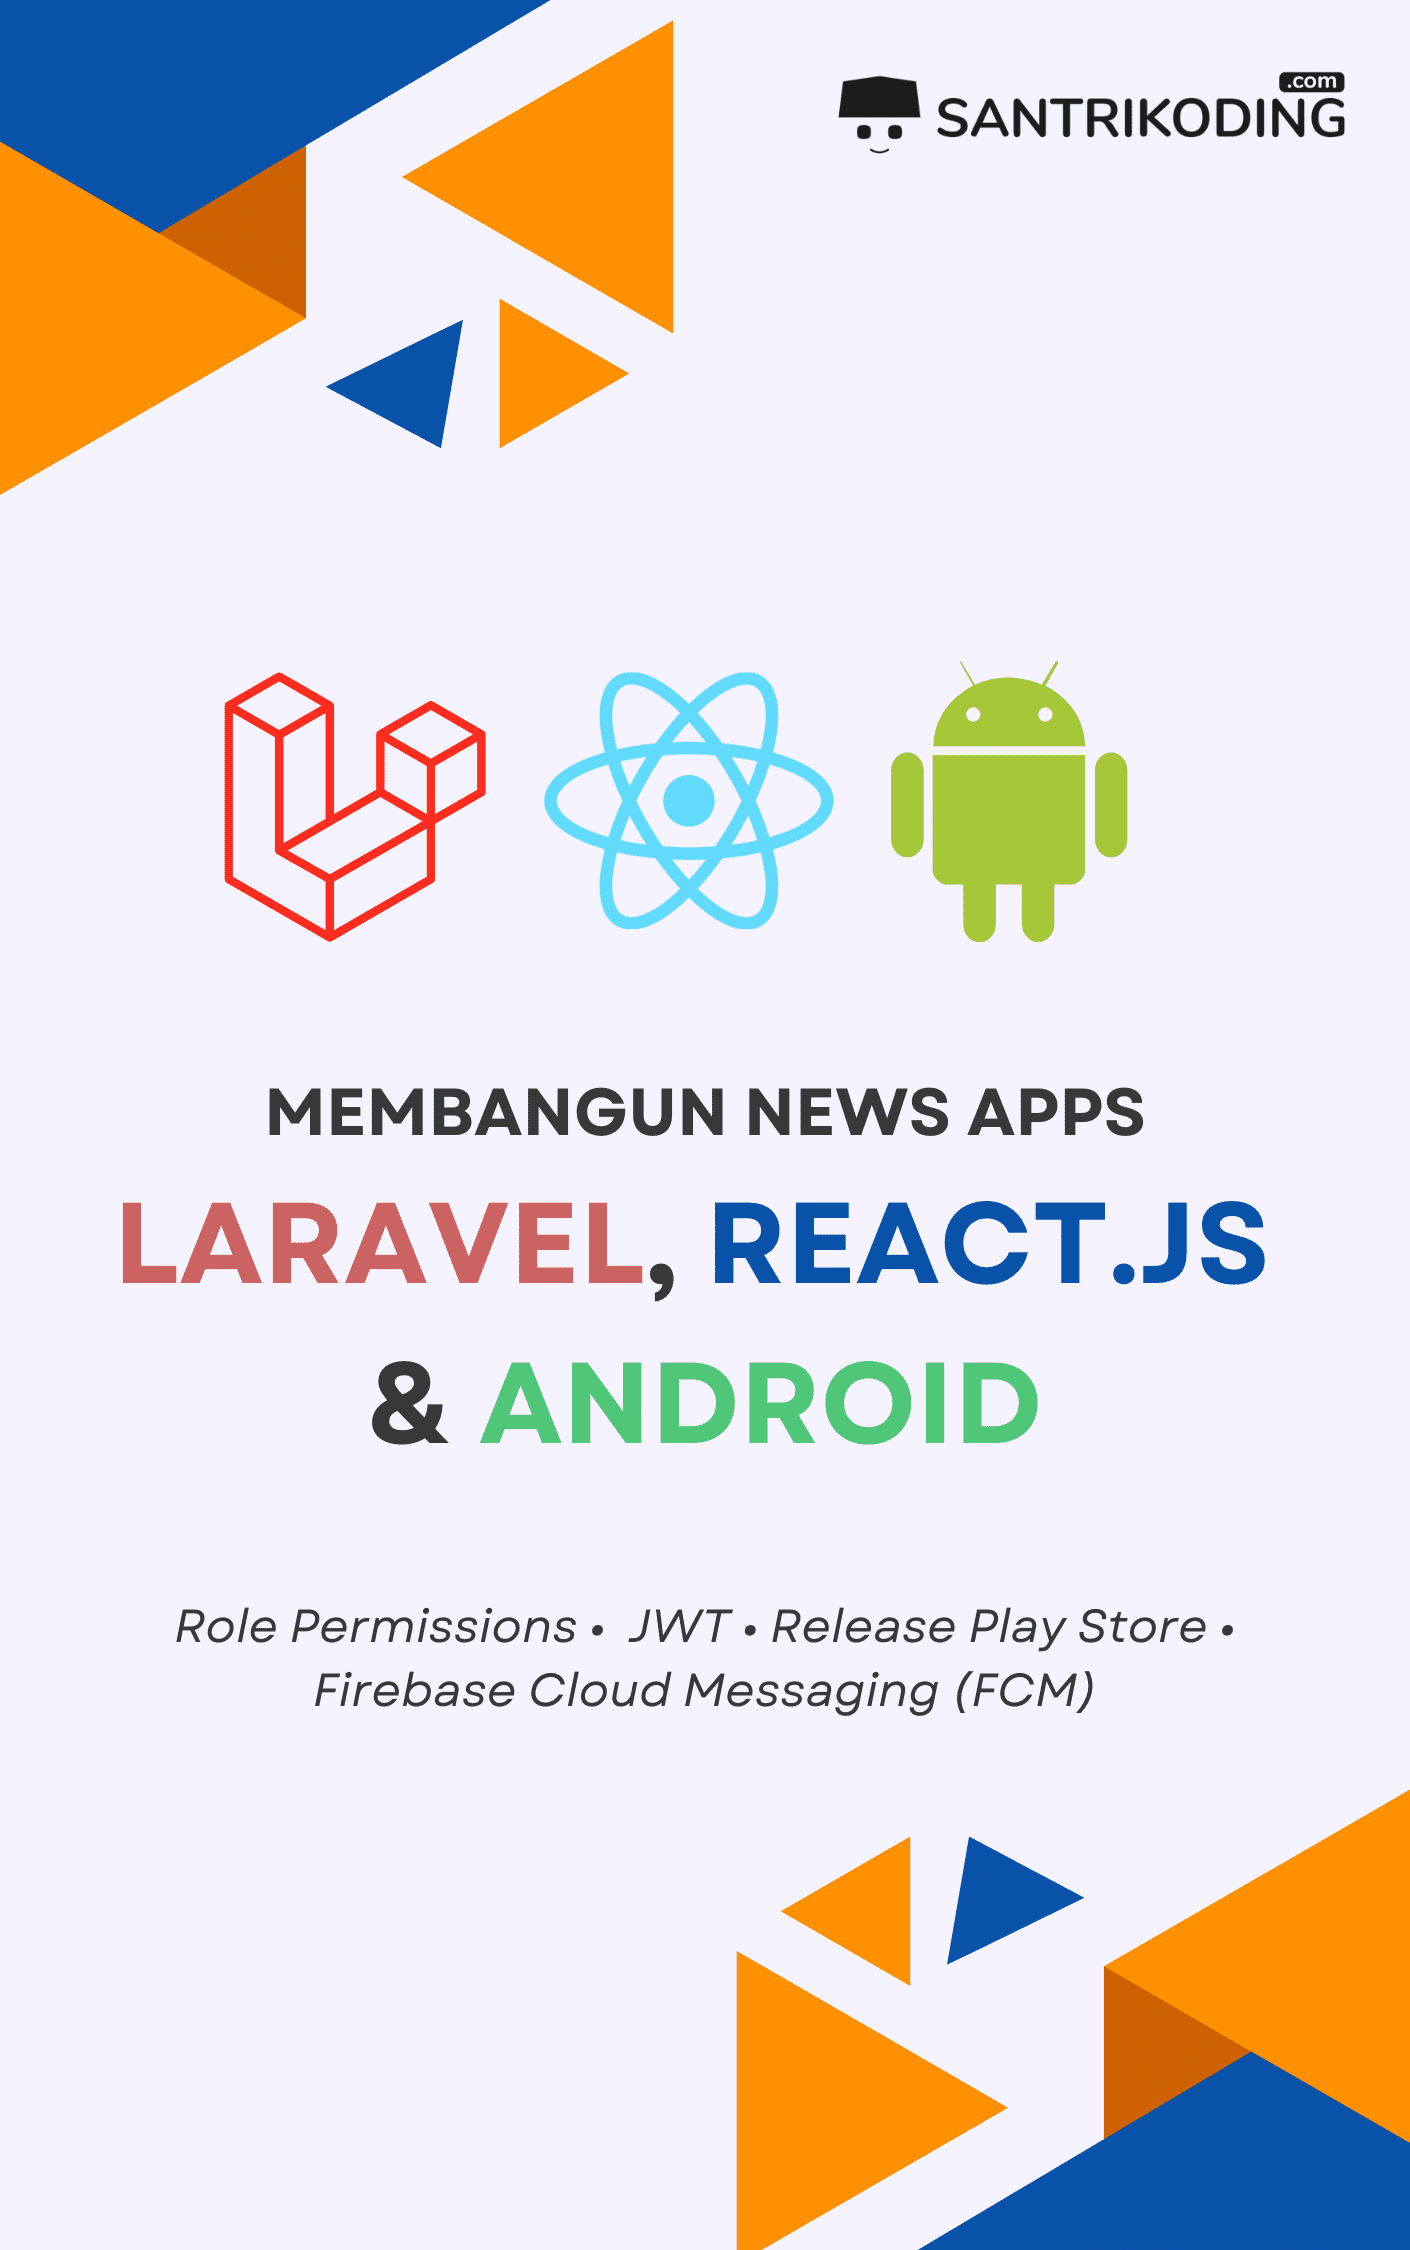 .com
SANTRIKODING
MEMBANGUN NEWS APPS
LARAVEL, REACT.JS
& ANDROID
Role Permissions • JWT • Release Play Store •
Firebase Cloud Messaging (FCM)